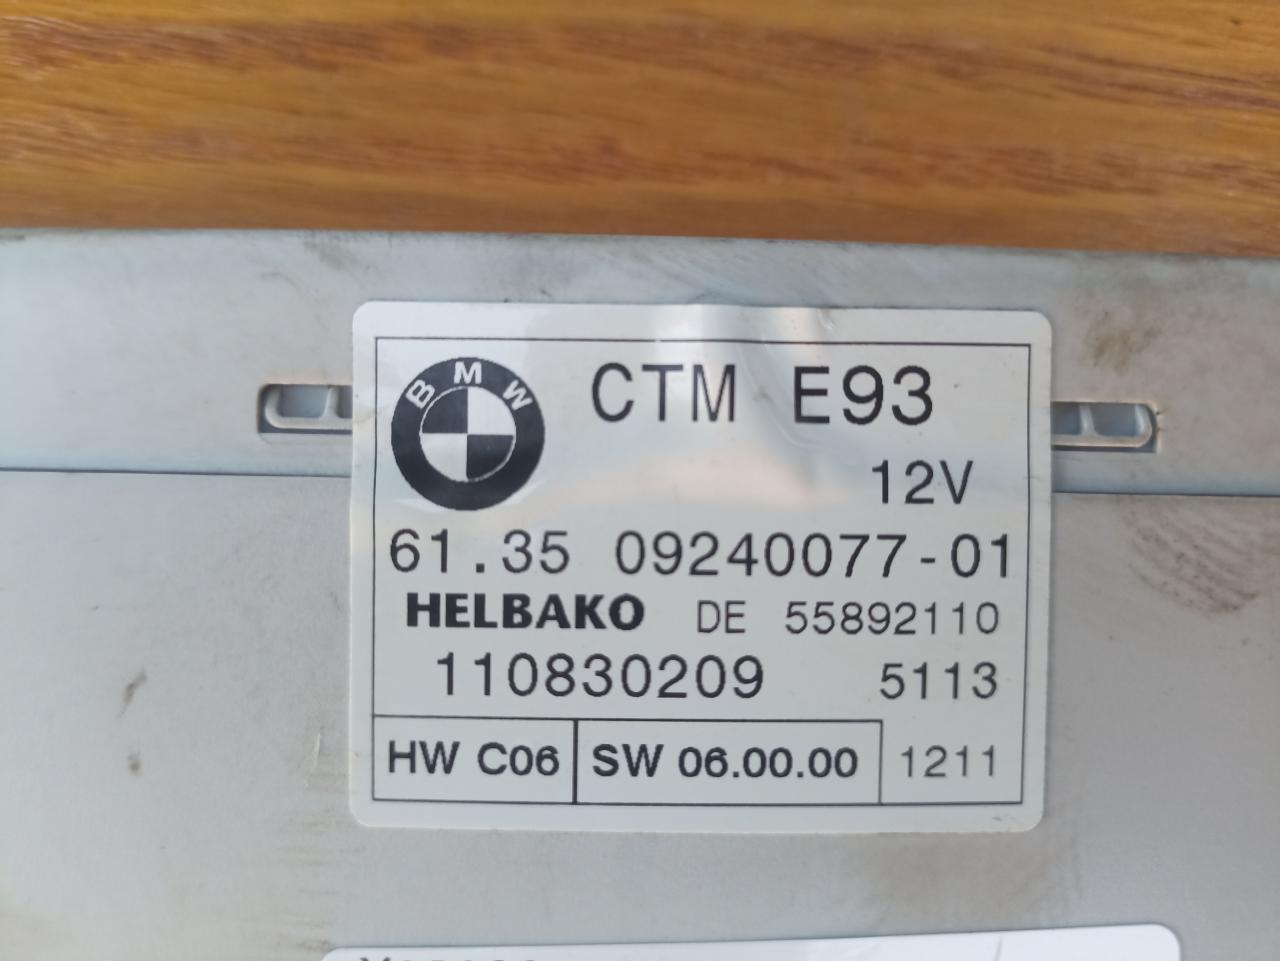 BMW
CTM E93
12V
61.35 09240077-01
HELBAKO DE 55892110
110830209 5113
HW C06 SW 06.00.00 1211